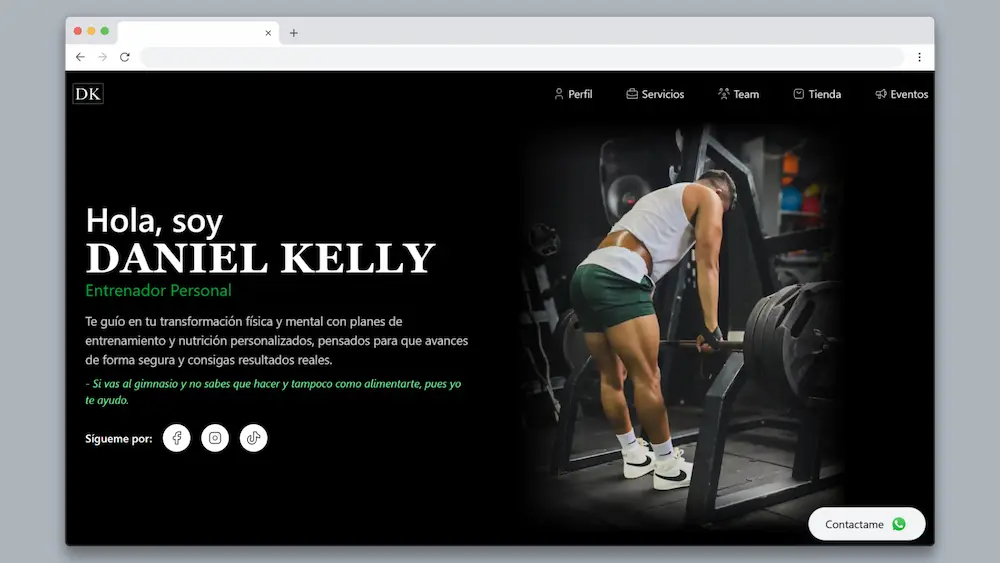 DK
Perfil
Servicios
Team
Tienda
Eventos
Hola, soy
DANIEL KELLY
Entrenador Personal
Te guío en tu transformación física y mental con planes de
entrenamiento y nutrición personalizados, pensados para que avances
de forma segura y consigas resultados reales.
- Si vas al gimnasio y no sabes que hacer y tampoco como alimentarte, pues yo
te ayudo.
Sígueme por:
Contactame